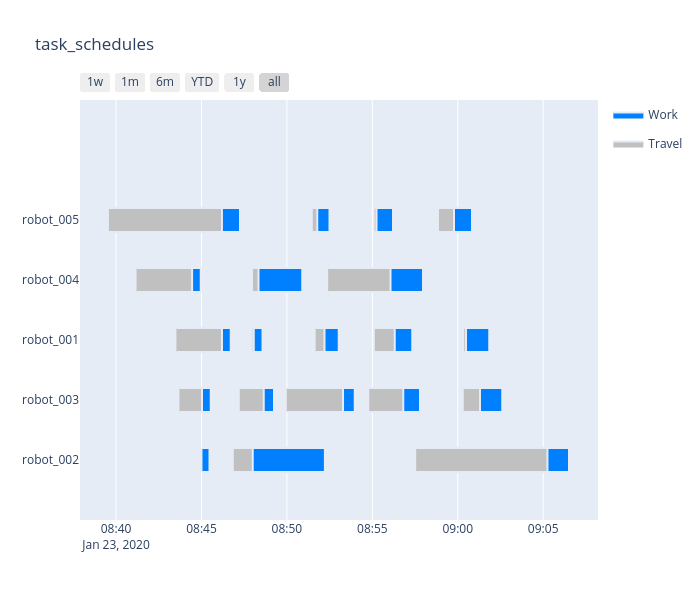 task_schedules
1w 1m 6m YTD 1y all
Work
Travel
robot_005
robot_004
robot_001
robot_003
robot_002
08:40 08:45 08:50 08:55 09:00 09:05
Jan 23, 2020